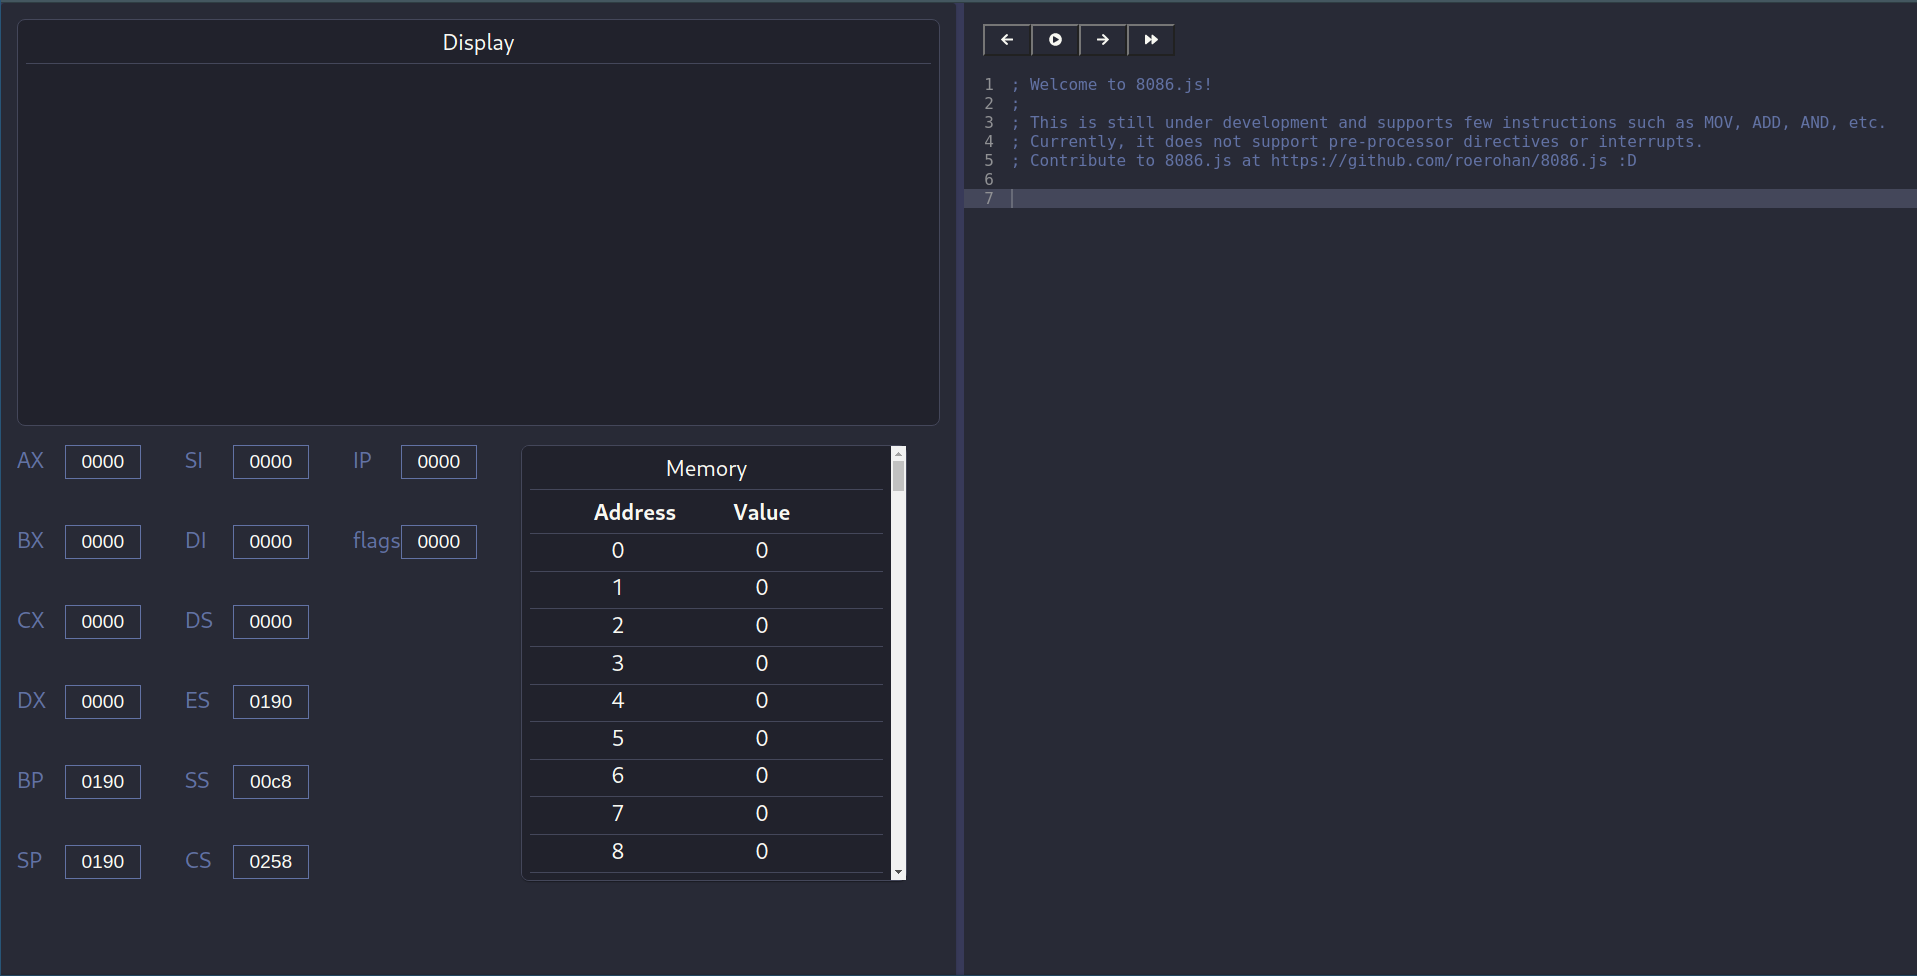 Display
AX 0000 SI 0000 IP 0000
BX 0000 DI 0000 flags 0000
CX 0000 DS 0000
DX 0000 ES 0190
BP 0190 SS 00c8
SP 0190 CS 0258
Memory
Address Value
0 0
1 0
2 0
3 0
4 0
5 0
6 0
7 0
8 0
1 ; Welcome to 8086.js!
2 ;
3 ; This is still under development and supports few instructions such as MOV, ADD, AND, etc.
4 ; Currently, it does not support pre-processor directives or interrupts.
5 ; Contribute to 8086.js at https://github.com/roerohan/8086.js :D
6
7